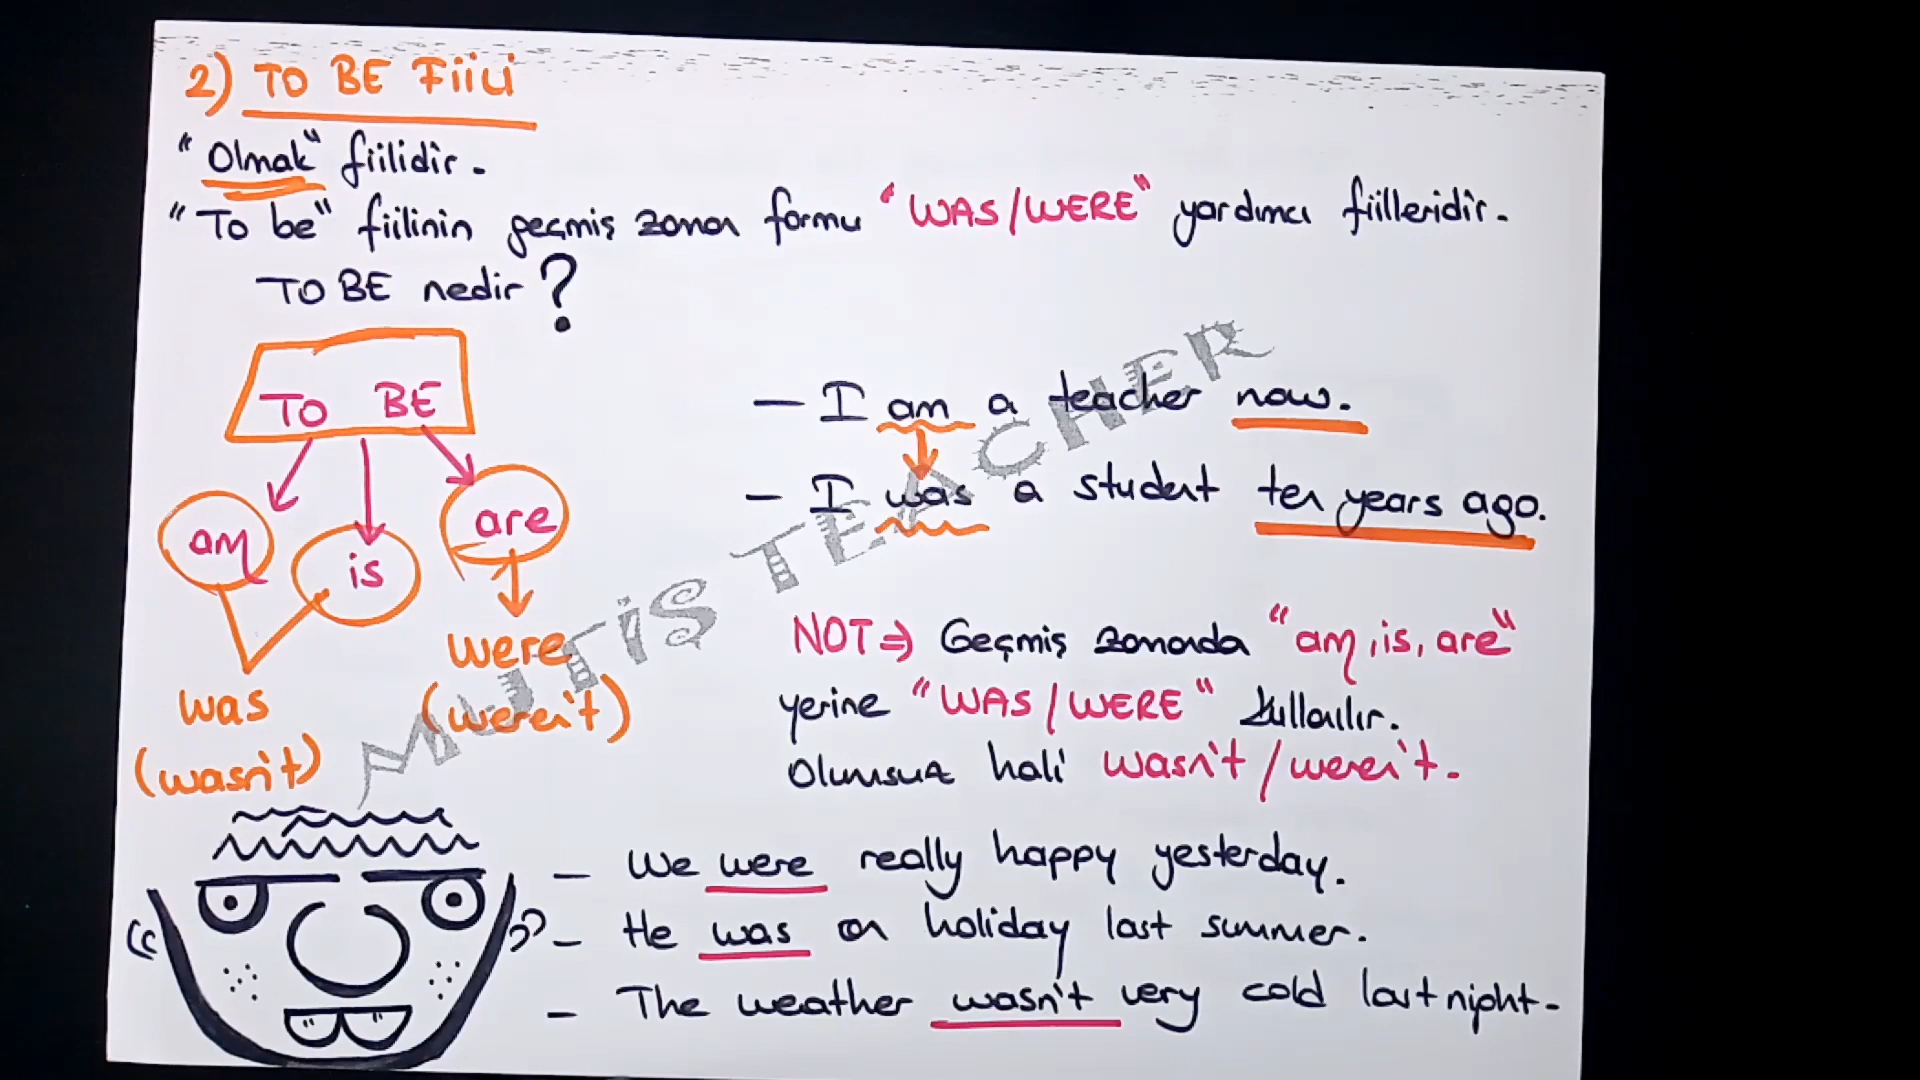 2) TO BE Fiili
"Olmak" fiilidir.
"To be" fiilinin geçmiş zaman formu "WAS/WERE" yardımcı fiilleridir.
TO BE nedir?
TO BE
am
is
are
was
(wasn't)
were
(weren't)
- I am a teacher now.
- I was a student ten years ago.
NOT => Geçmiş zamanda "am, is, are"
yerine "WAS/WERE" kullanılır.
Olumsuz hali wasn't/weren't.
- We were really happy yesterday.
- He was on holiday last summer.
- The weather wasn't very cold last night.
MUTIS TEACHER